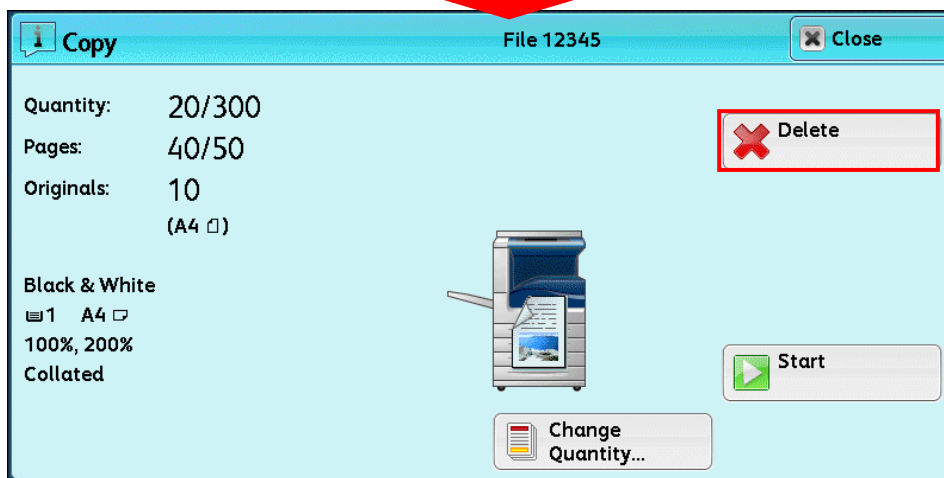 Copy
File 12345
Close
Quantity: 20/300
Pages: 40/50
Originals: 10
(A4)
Delete
Black & White
1 A4
100%, 200%
Collated
Start
Change
Quantity...